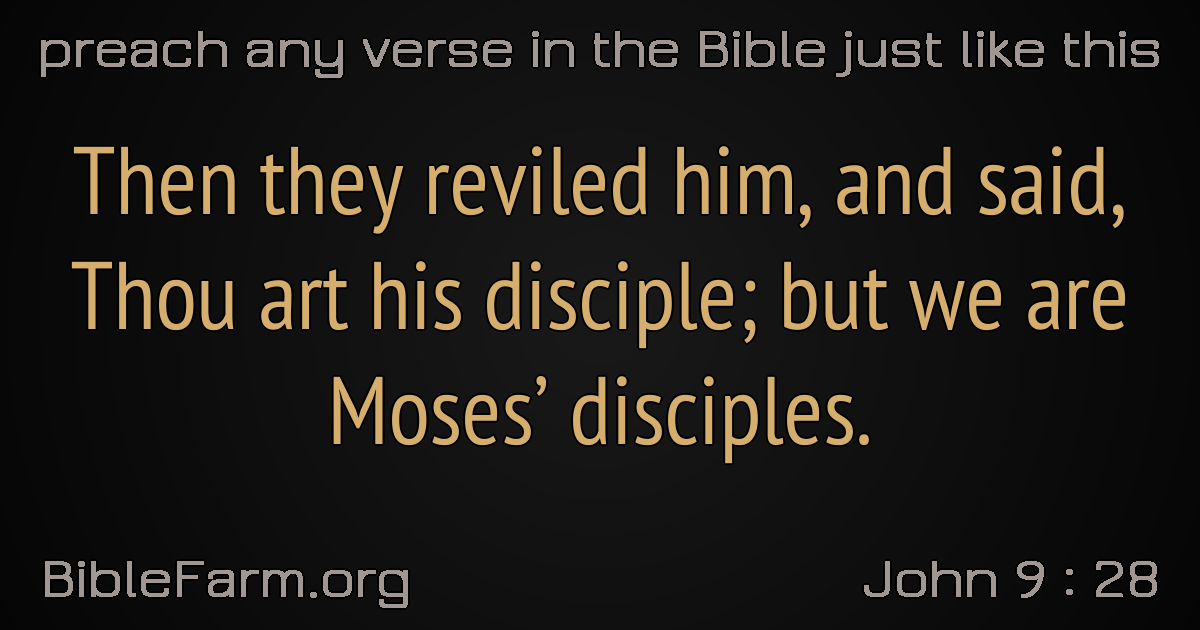 preach any verse in the Bible just like this
Then they reviled him, and said,
Thou art his disciple; but we are
Moses’ disciples.
BibleFarm.org
John 9 : 28